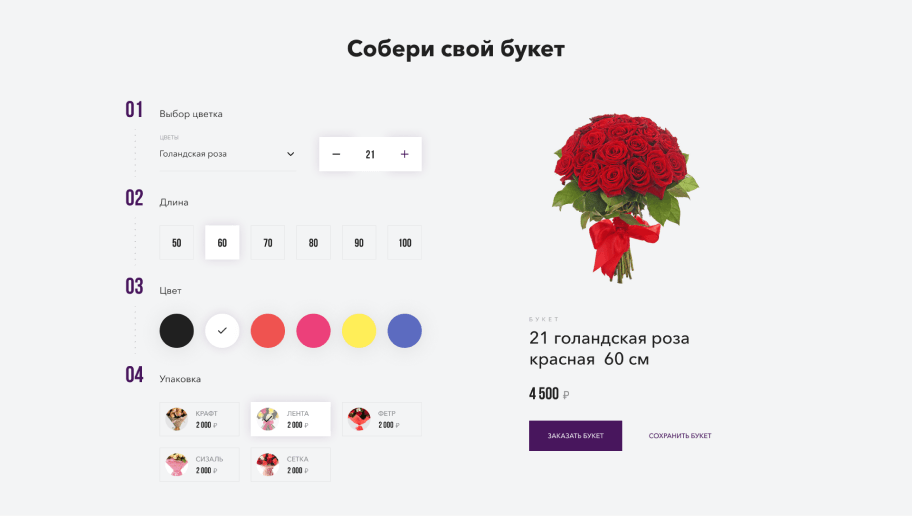 Собери свой букет
01
Выбор цветка
ЦВЕТЫ
Голандская роза
21
02
Длина
50
60
70
80
90
100
03
Цвет
04
Упаковка
КРАФТ
2 000 ₽
ЛЕНТА
2 000 ₽
ФЕТР
2 000 ₽
СИЗАЛЬ
2 000 ₽
СЕТКА
2 000 ₽
БУКЕТ
21 голандская роза
красная 60 см
4 500 ₽
ЗАКАЗАТЬ БУКЕТ
СОХРАНИТЬ БУКЕТ